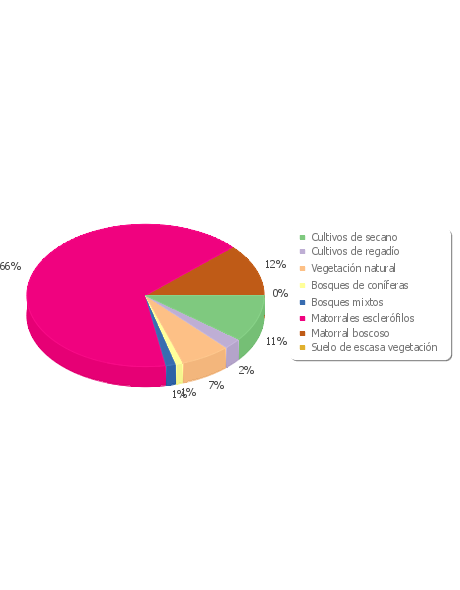 66%
12%
0%
11%
2%
7%
1%
1%
Cultivos de secano
Cultivos de regadío
Vegetación natural
Bosques de coníferas
Bosques mixtos
Matorrales esclerófilos
Matorral boscoso
Suelo de escasa vegetación